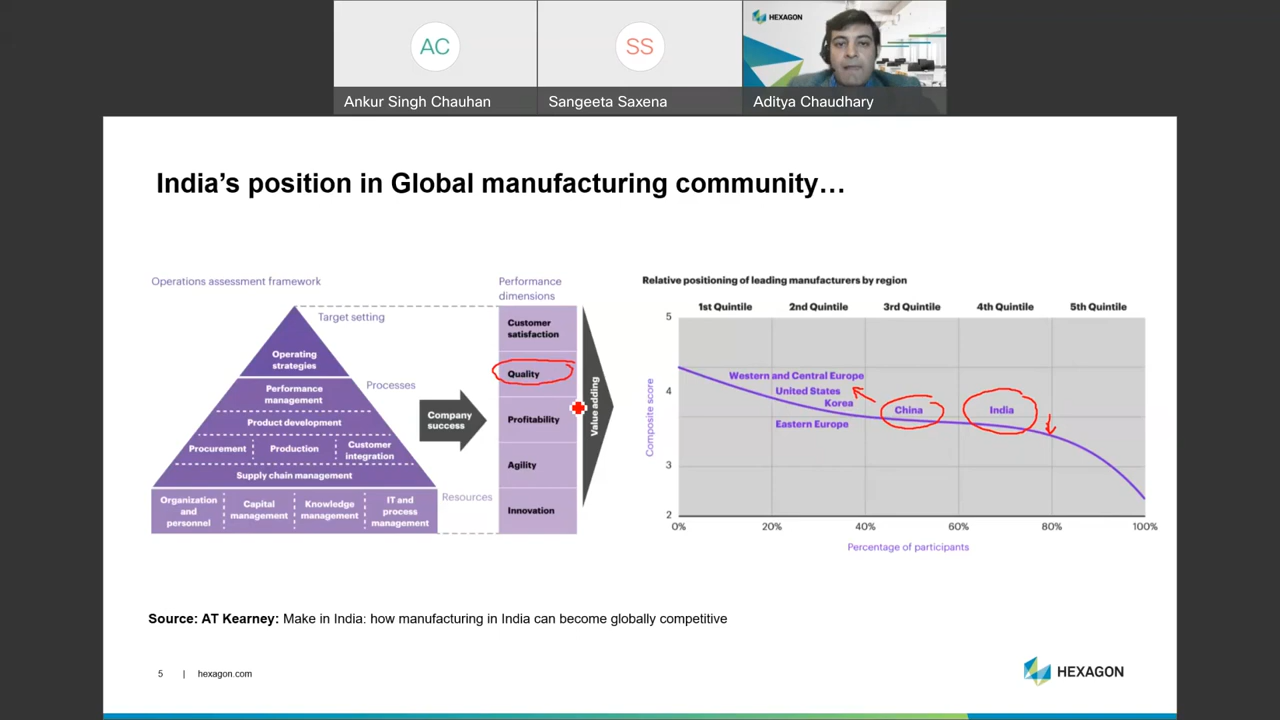 HEXAGON
AC
SS
Ankur Singh Chauhan
Sangeeta Saxena
Aditya Chaudhary
India's position in Global manufacturing community…
Operations assessment framework
Target setting
Operating
strategies
Processes
Performance
management
Product development
Procurement
Production
Customer
integration
Supply chain management
Resources
Organization
and
personnel
Capital
management
Knowledge
management
IT and
process
management
Company
success
Performance
dimensions
Customer
satisfaction
Quality
Profitability
Agility
Innovation
Value adding
Relative positioning of leading manufacturers by region
1st Quintile 2nd Quintile 3rd Quintile 4th Quintile 5th Quintile
5
4
3
2
Composite score
Western and Central Europe
United States
Korea
China
India
Eastern Europe
0% 20% 40% 60% 80% 100%
Percentage of participants
Source: AT Kearney: Make in India: how manufacturing in India can become globally competitive
5 | hexagon.com
HEXAGON